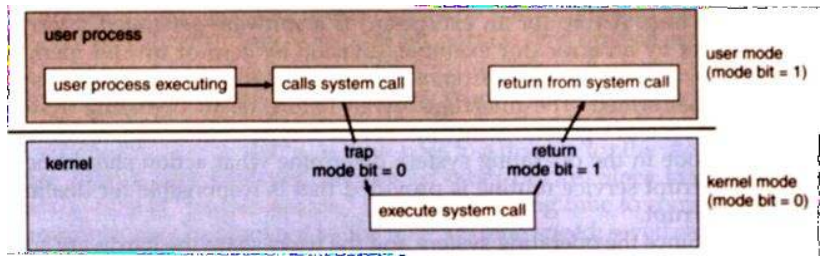 user process
user mode
(mode bit = 1)
user process executing
calls system call
return from system call
kernel
trap
mode bit = 0
return
mode bit = 1
kernel mode
(mode bit = 0)
execute system call